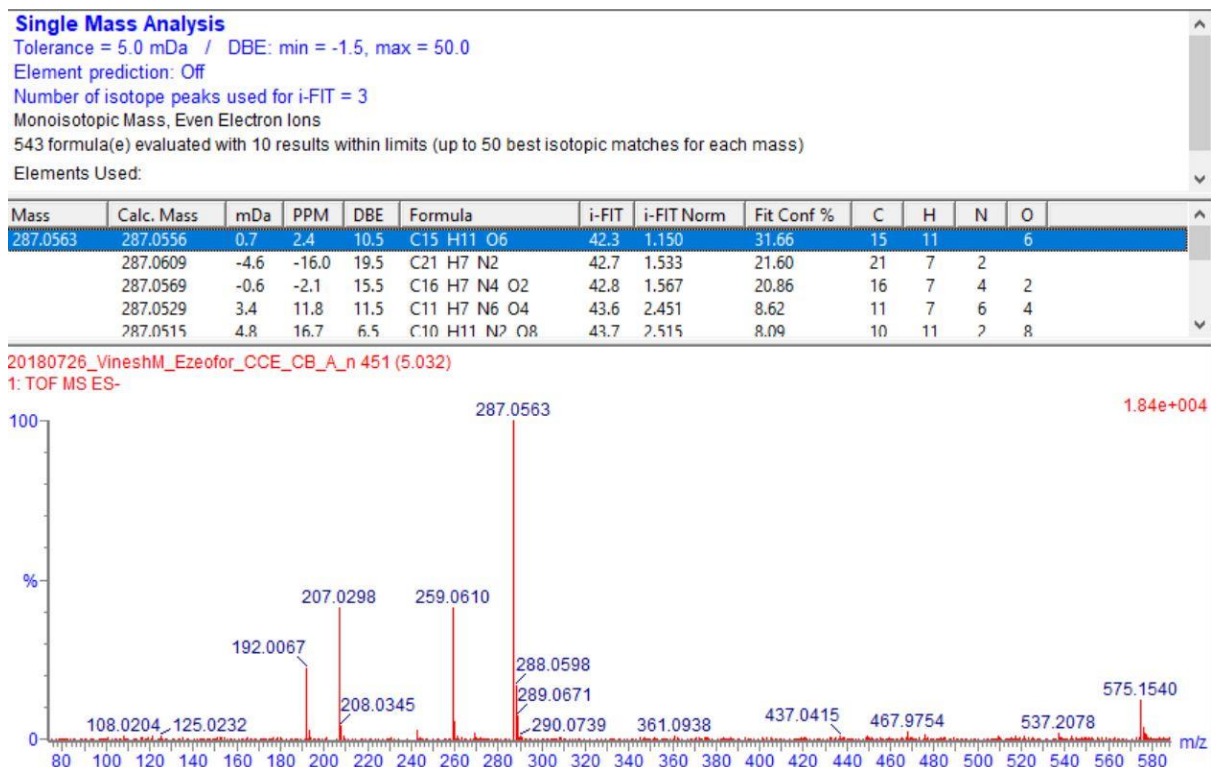 Single Mass Analysis
Tolerance = 5.0 mDa / DBE: min = -1.5, max = 50.0
Element prediction: Off
Number of isotope peaks used for i-FIT = 3
Monoisotopic Mass, Even Electron Ions
543 formula(e) evaluated with 10 results within limits (up to 50 best isotopic matches for each mass)
Elements Used:
Mass Calc. Mass mDa PPM DBE Formula i-FIT i-FIT Norm Fit Conf % C H N O
287.0563 287.0556 0.7 2.4 10.5 C15 H11 O6 42.3 1.150 31.66 15 11 6
287.0609 -4.6 -16.0 19.5 C21 H7 N2 42.7 1.533 21.60 21 7 2
287.0569 -0.6 -2.1 15.5 C16 H7 N4 O2 42.8 1.567 20.86 16 7 4 2
287.0529 3.4 11.8 11.5 C11 H7 N6 O4 43.6 2.451 8.62 11 7 6 4
287.0515 4.8 16.7 6.5 C10 H11 N2 O8 43.7 2.515 8.09 10 11 2 8
20180726_VineshM_Ezeofor_CCE_CB_A_n 451 (5.032)
1: TOF MS ES-
1.84e+004
287.0563
100
%
207.0298 259.0610
192.0067
288.0598
289.0671
575.1540
208.0345
108.0204 125.0232 290.0739 361.0938 437.0415 467.9754 537.2078
0
m/z
80 100 120 140 160 180 200 220 240 260 280 300 320 340 360 380 400 420 440 460 480 500 520 540 560 580